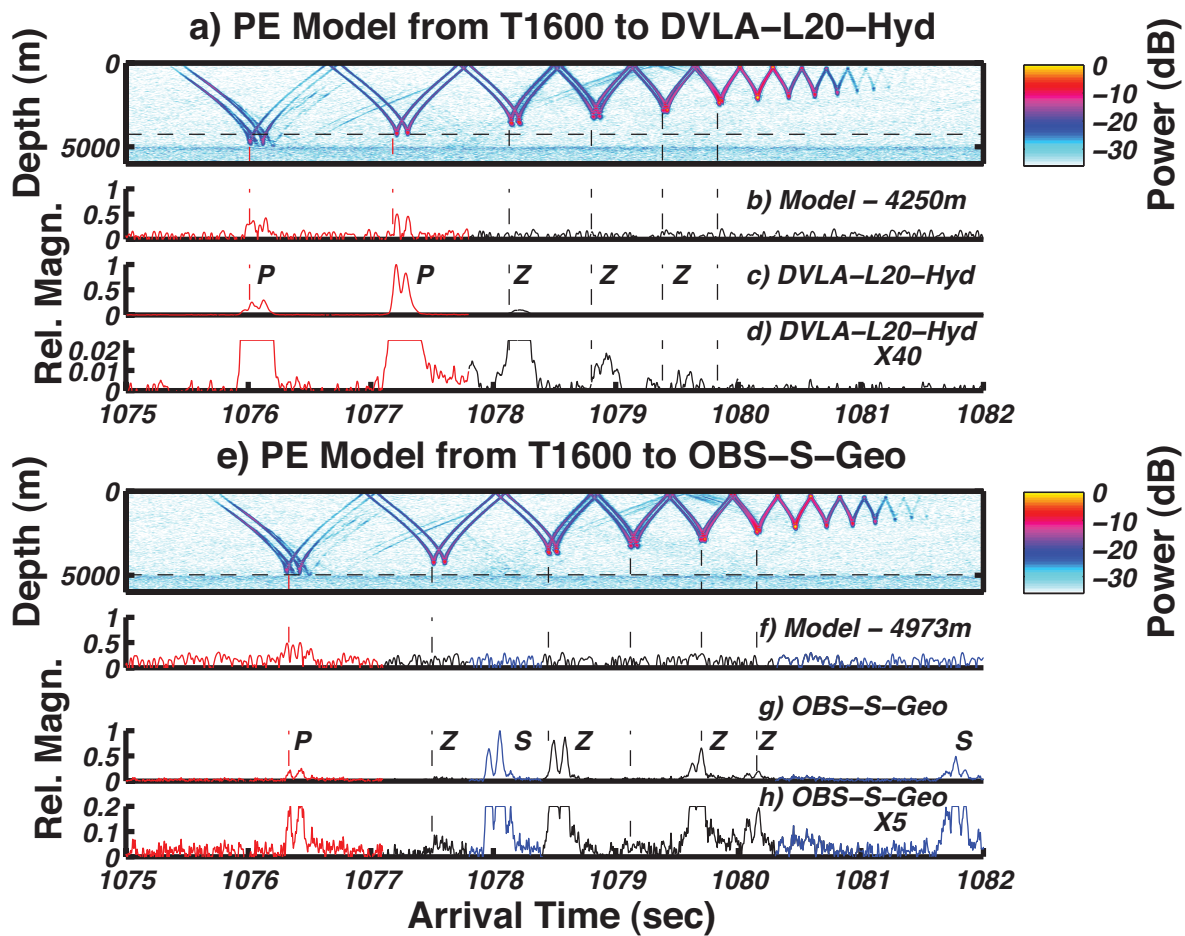 a) PE Model from T1600 to DVLA–L20–Hyd
Depth (m)
0
5000
0
–10
–20
–30
Power (dB)
Rel. Magn.
1
0.5
0
b) Model – 4250m
1
0.5
0
P
P
Z
Z
Z
c) DVLA–L20–Hyd
0.02
0.01
0
d) DVLA–L20–Hyd
X40
1075 1076 1077 1078 1079 1080 1081 1082
e) PE Model from T1600 to OBS–S–Geo
Depth (m)
0
5000
0
–10
–20
–30
Power (dB)
Rel. Magn.
1
0.5
0
f) Model – 4973m
g) OBS–S–Geo
1
0.5
0
P
Z
S
Z
Z
Z
S
0.2
0.1
0
h) OBS–S–Geo
X5
1075 1076 1077 1078 1079 1080 1081 1082
Arrival Time (sec)